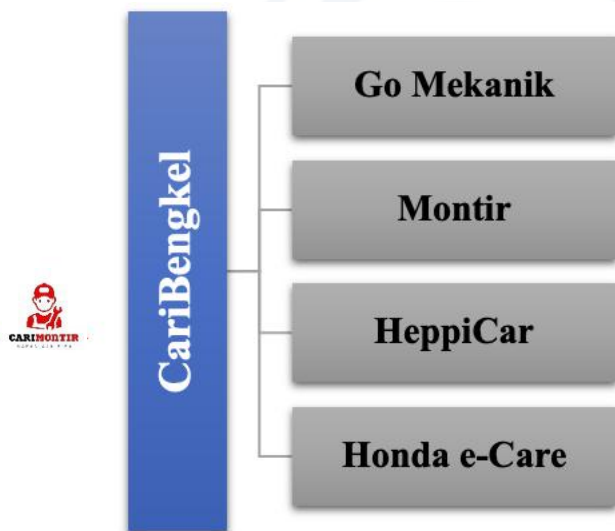 CariBengkel
Go Mekanik
Montir
HeppiCar
Honda e-Care
CARIMONTIR